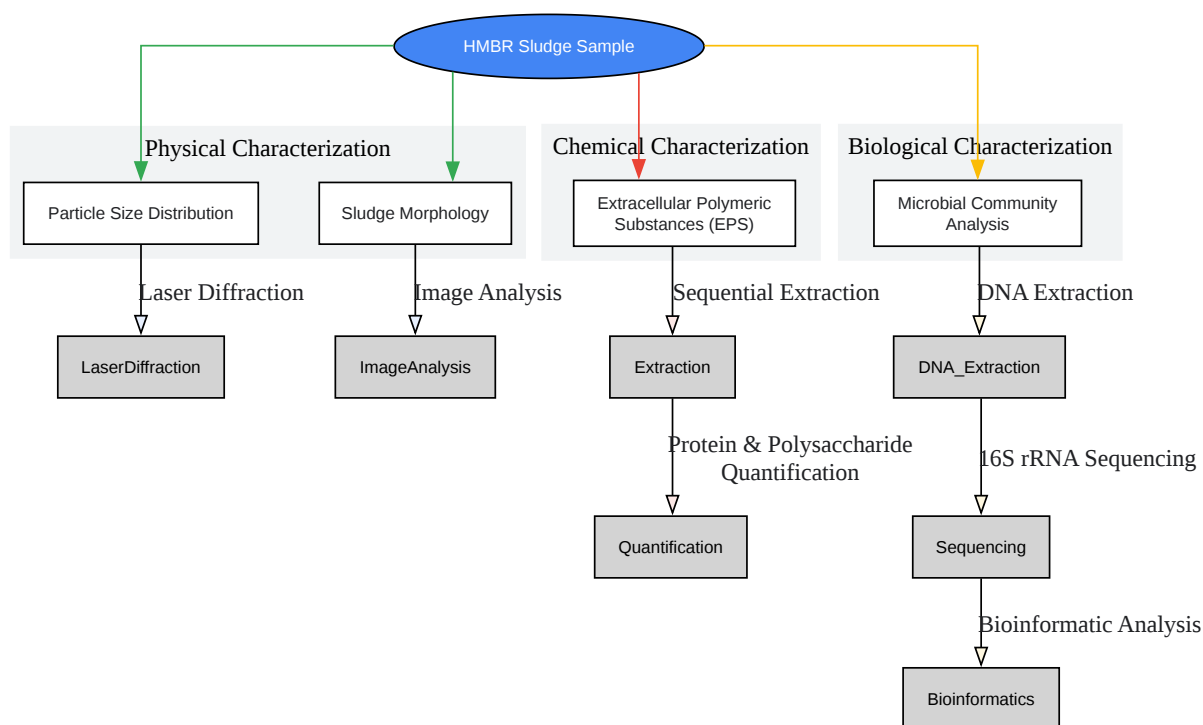 HMBR Sludge Sample
Physical Characterization
Chemical Characterization
Biological Characterization
Particle Size Distribution
Sludge Morphology
Extracellular Polymeric
Substances (EPS)
Microbial Community
Analysis
Laser Diffraction
Image Analysis
Sequential Extraction
DNA Extraction
LaserDiffraction
ImageAnalysis
Extraction
DNA_Extraction
Protein & Polysaccharide
Quantification
16S rRNA Sequencing
Quantification
Sequencing
Bioinformatic Analysis
Bioinformatics